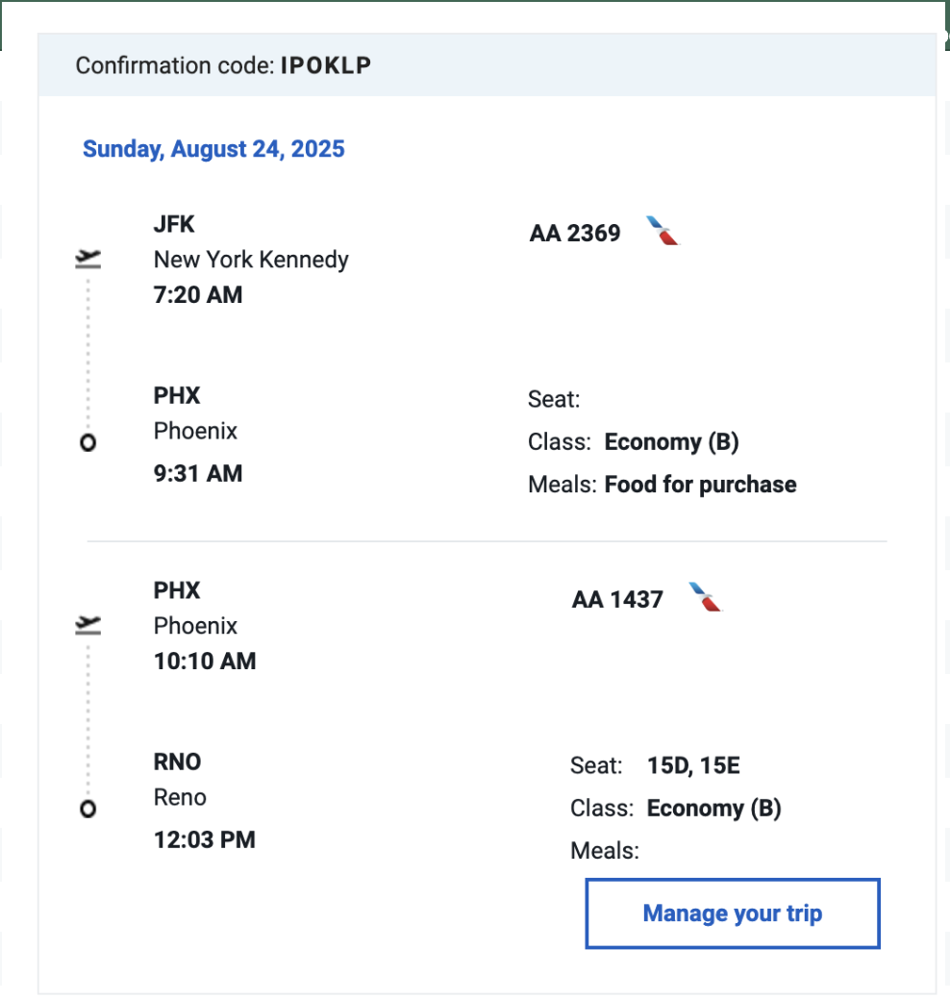 Confirmation code: IPOKLP
Sunday, August 24, 2025
JFK
New York Kennedy
7:20 AM
AA 2369
PHX
Phoenix
9:31 AM
Seat:
Class: Economy (B)
Meals: Food for purchase
PHX
Phoenix
10:10 AM
AA 1437
RNO
Reno
12:03 PM
Seat: 15D, 15E
Class: Economy (B)
Meals:
Manage your trip